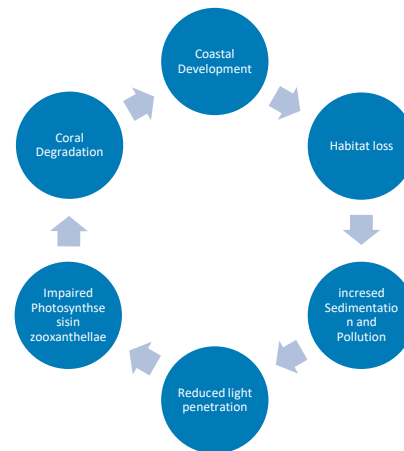 Coastal
Development
Habitat loss
incresed
Sedimentatio
n and
Pollution
Reduced light
penetration
Impaired
Photosynthse
sisin
zooxanthellae
Coral
Degradation